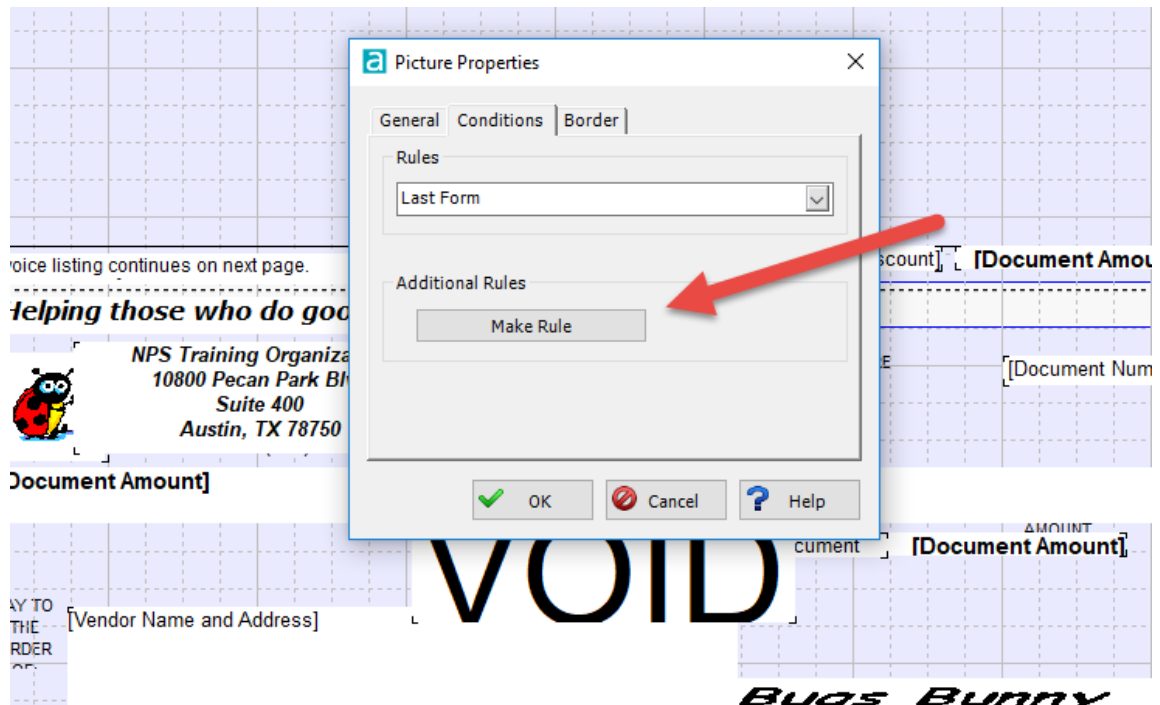 Picture Properties
General Conditions Border
Rules
Last Form
Additional Rules
Make Rule
OK Cancel Help
voice listing continues on next page.
scount] [Document Amou
Helping those who do goo
NPS Training Organiza
10800 Pecan Park Bl
Suite 400
Austin, TX 78750
RE
[Document Num
Document Amount]
VOID
AMOUNT
cument [Document Amount]
AY TO
THE
RDER
OF:
[Vendor Name and Address]
Bugs Bunny